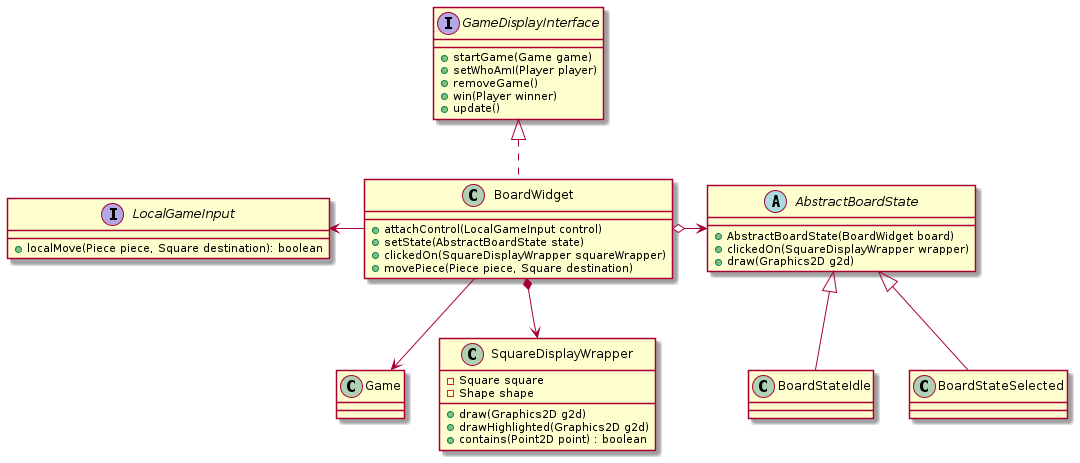 I GameDisplayInterface
startGame(Game game)
setWhoAmI(Player player)
removeGame()
win(Player winner)
update()
I LocalGameInput
localMove(Piece piece, Square destination): boolean
C BoardWidget
attachControl(LocalGameInput control)
setState(AbstractBoardState state)
clickedOn(SquareDisplayWrapper squareWrapper)
movePiece(Piece piece, Square destination)
A AbstractBoardState
AbstractBoardState(BoardWidget board)
clickedOn(SquareDisplayWrapper wrapper)
draw(Graphics2D g2d)
C Game
C SquareDisplayWrapper
Square square
Shape shape
draw(Graphics2D g2d)
drawHighlighted(Graphics2D g2d)
contains(Point2D point) : boolean
C BoardStateIdle
C BoardStateSelected